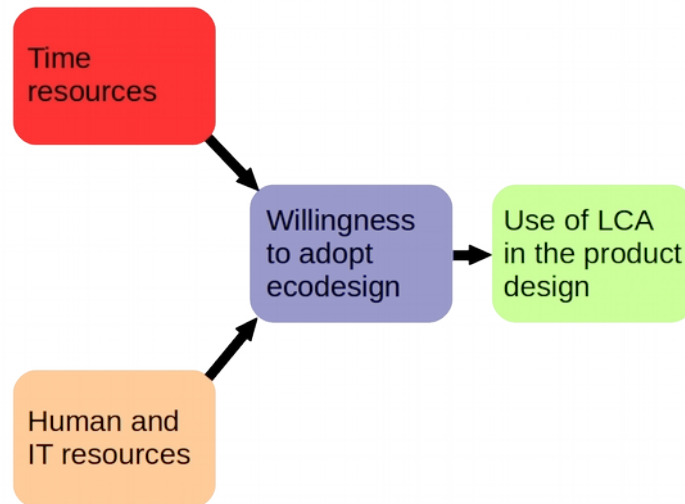 Time
resources
Willingness
to adopt
ecodesign
Use of LCA
in the product
design
Human and
IT resources